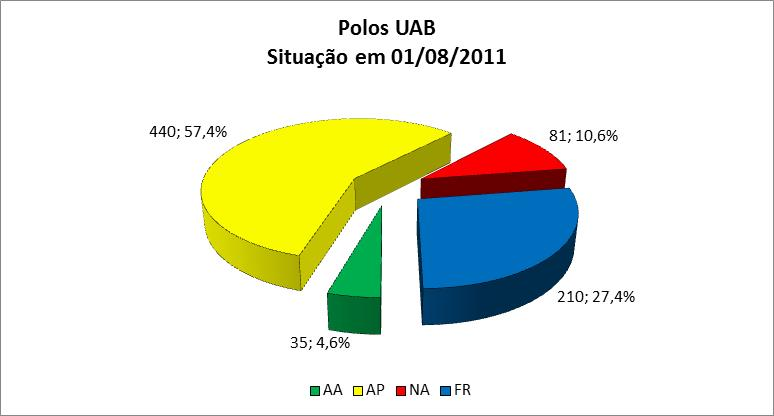 Polos UAB
Situação em 01/08/2011
440; 57,4%
81; 10,6%
210; 27,4%
35; 4,6%
AA AP NA FR